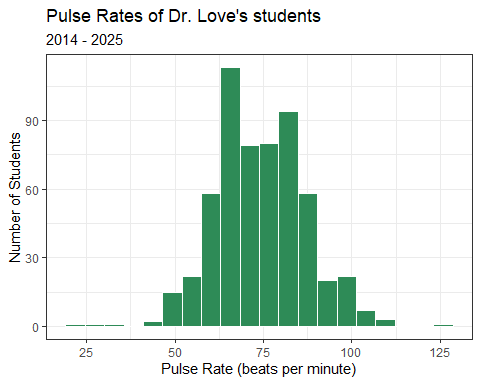 Pulse Rates of Dr. Love's students
2014 - 2025
Number of Students
90
60
30
0
25 50 75 100 125
Pulse Rate (beats per minute)